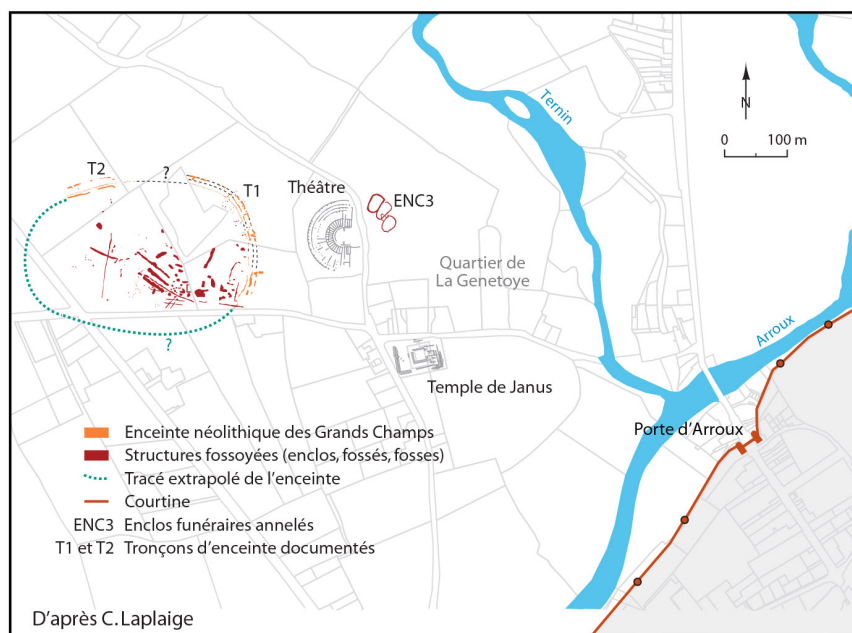 Ternin
N
0 100 m
T2
?
T1
Théâtre
ENC3
Quartier de
La Genetoye
Arroux
?
Temple de Janus
Porte d'Arroux
Enceinte néolithique des Grands Champs
Structures fossoyées (enclos, fossés, fosses)
Tracé extrapolé de l'enceinte
Courtine
ENC3 Enclos funéraires annelés
T1 et T2 Tronçons d'enceinte documentés
D'après C. Laplaige